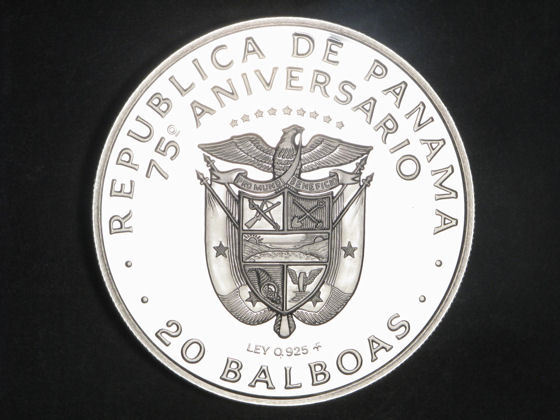 REPUBLICA DE PANAMA
75º ANIVERSARIO
PRO MUNDI BENEFICIO
LEY 0.925
20 BALBOAS